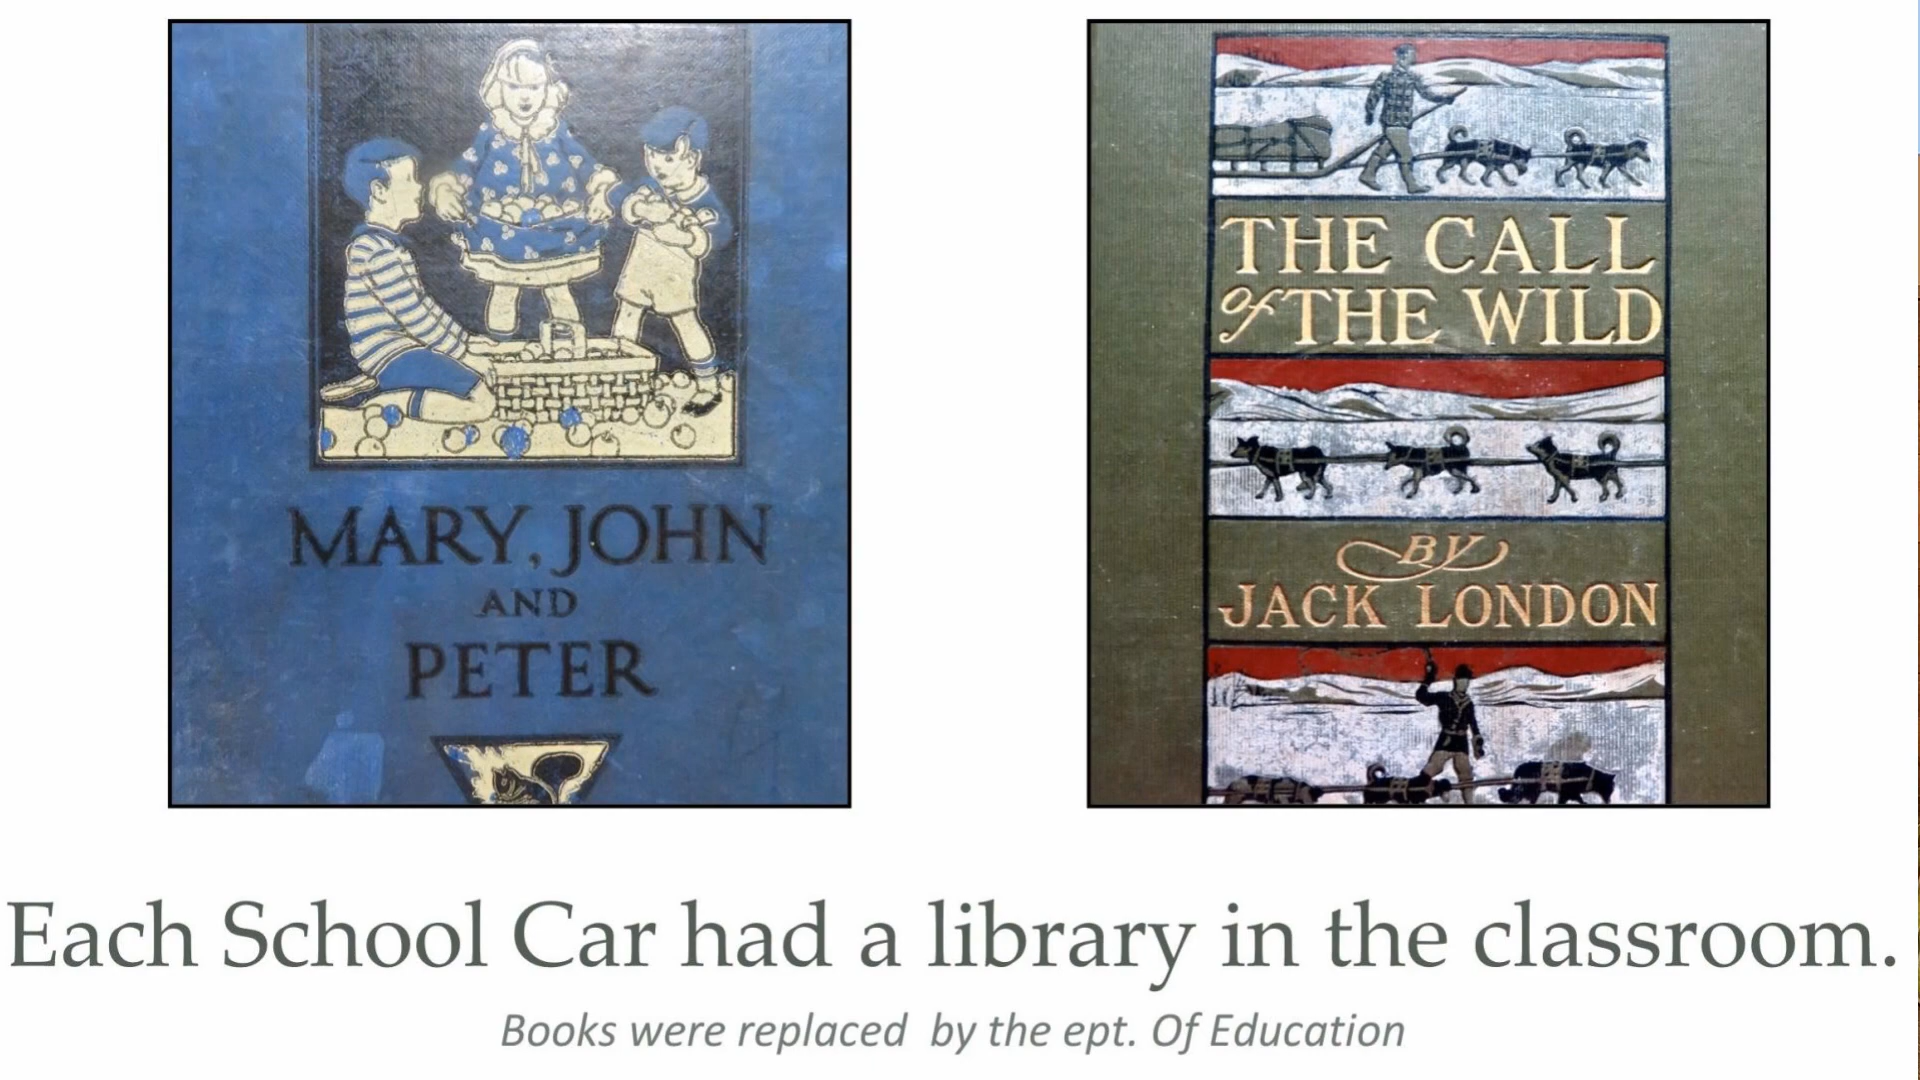 MARY, JOHN
AND
PETER
THE CALL
of THE WILD
BY
JACK LONDON
Each School Car had a library in the classroom.
Books were replaced  by the ept. Of Education